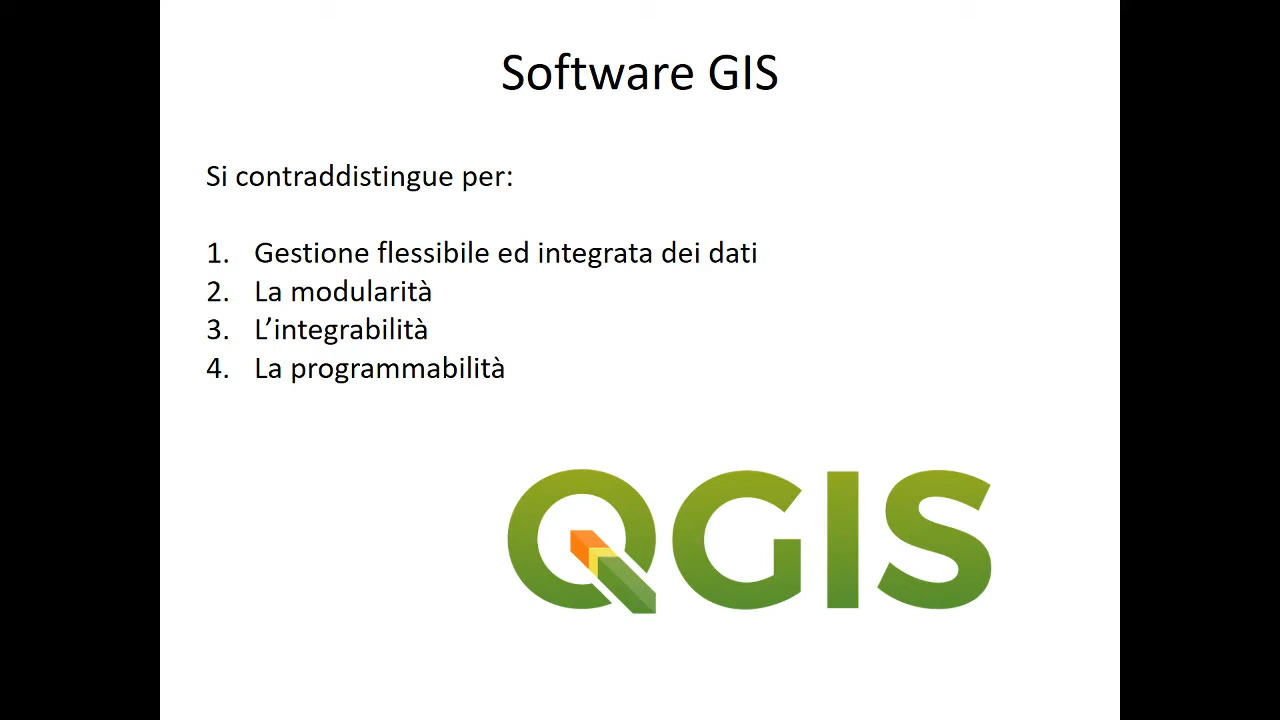 Software GIS
Si contraddistingue per:
1. Gestione flessibile ed integrata dei dati
2. La modularità
3. L’integrabilità
4. La programmabilità
QGIS